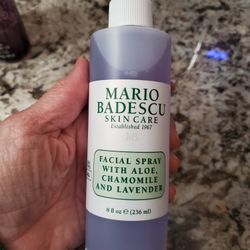 MARIO
BADESCU
SKIN CARE
Established 1967
FACIAL SPRAY
WITH ALOE,
CHAMOMILE
AND LAVENDER
8 fl oz (236 ml)